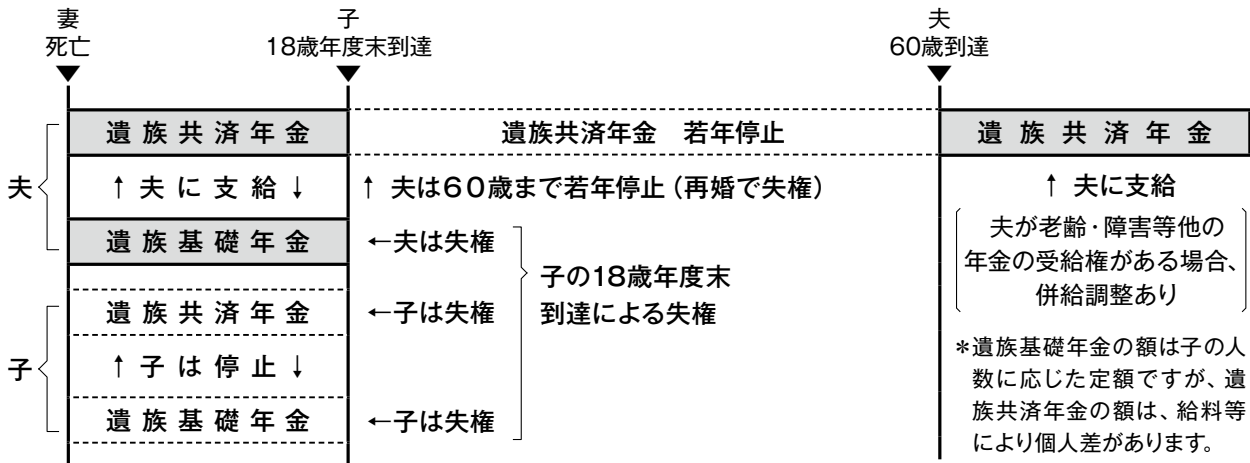 妻
死亡
子
18歳年度末到達
夫
60歳到達
遺族共済年金
遺族共済年金 若年停止
遺族共済年金
夫
↑夫に支給↓
↑ 夫は60歳まで若年停止(再婚で失権)
↑ 夫に支給
遺族基礎年金
←夫は失権
夫が老齢・障害等他の
年金の受給権がある場合、
併給調整あり
子
遺族共済年金
←子は失権
子の18歳年度末
到達による失権
↑子は停止↓
遺族基礎年金
←子は失権
*遺族基礎年金の額は子の人
数に応じた定額ですが、遺
族共済年金の額は、給料等
により個人差があります。